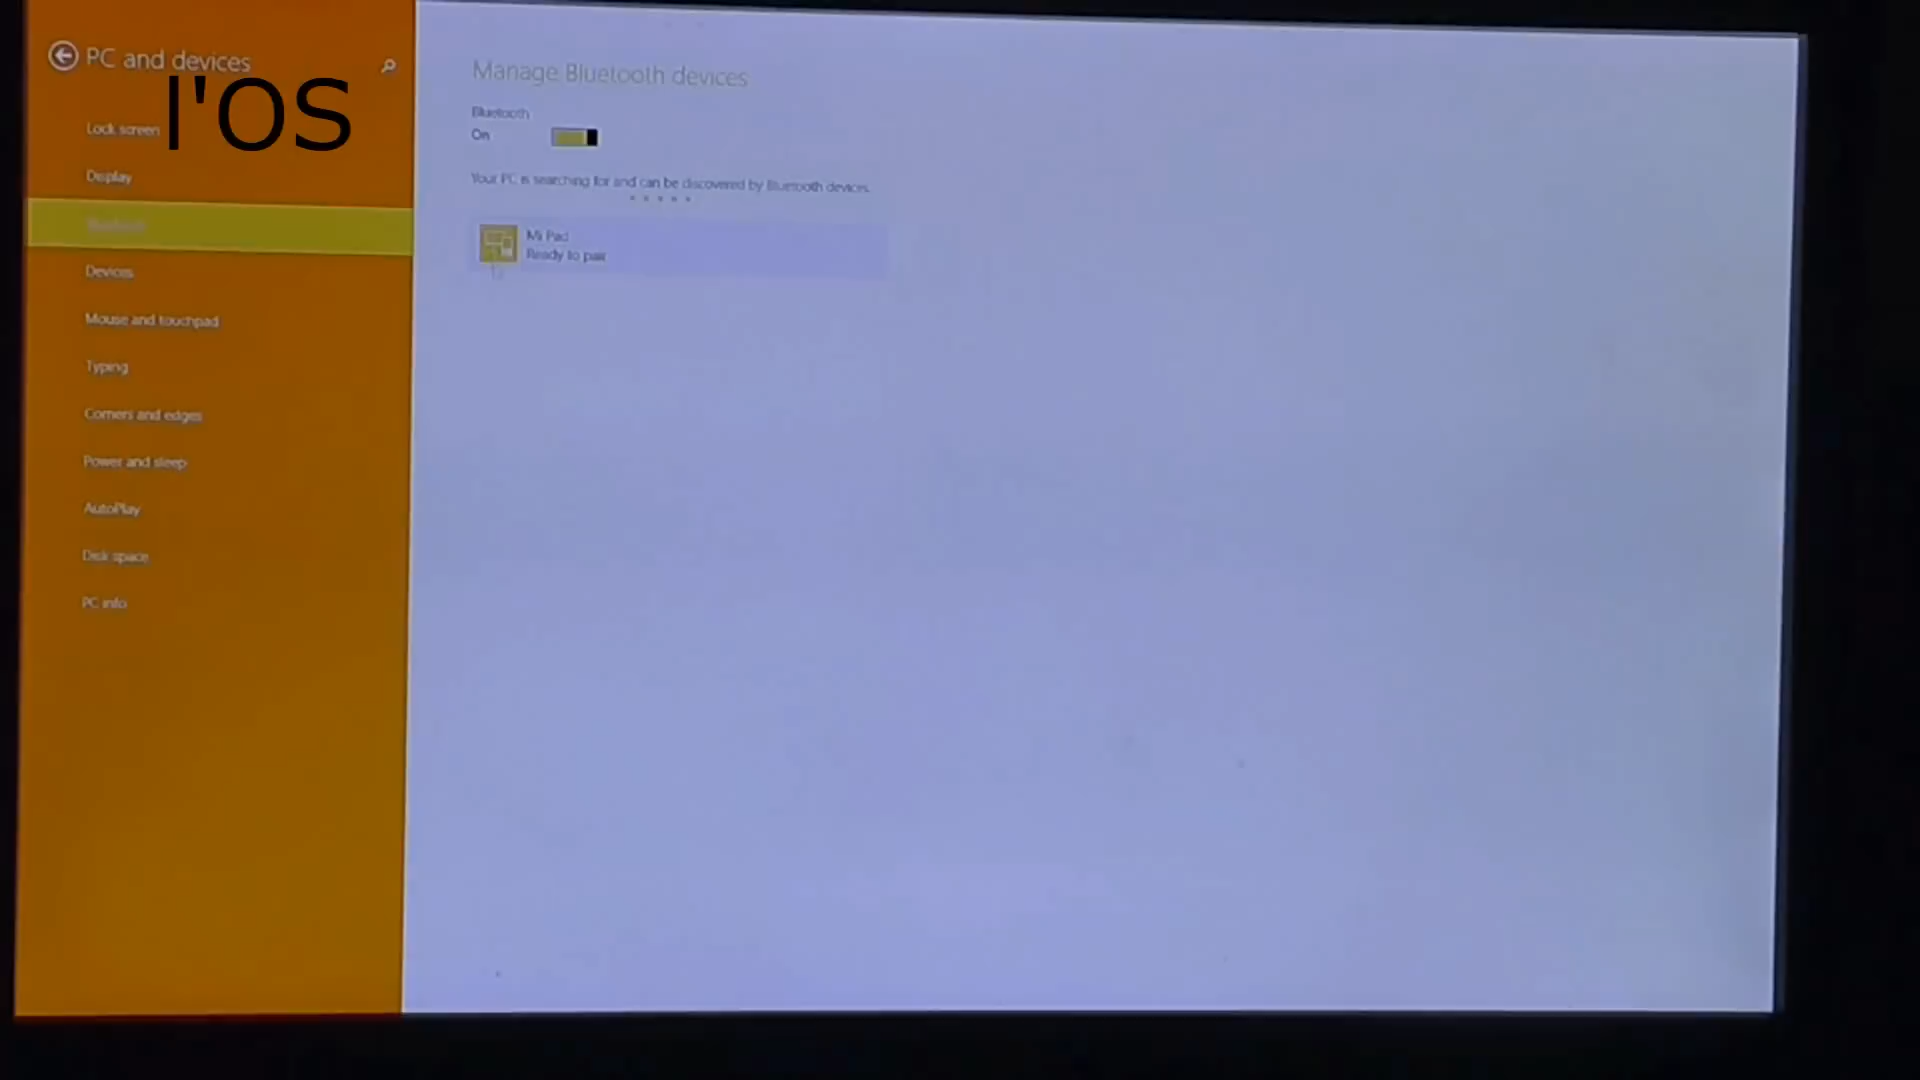 PC and devices
l'OS
Lock screen
Display
Bluetooth
Devices
Mouse and touchpad
Typing
Corners and edges
Power and sleep
AutoPlay
Disk space
PC info
Manage Bluetooth devices
Bluetooth
On
Your PC is searching for and can be discovered by Bluetooth devices.
Mi Pad
Ready to pair